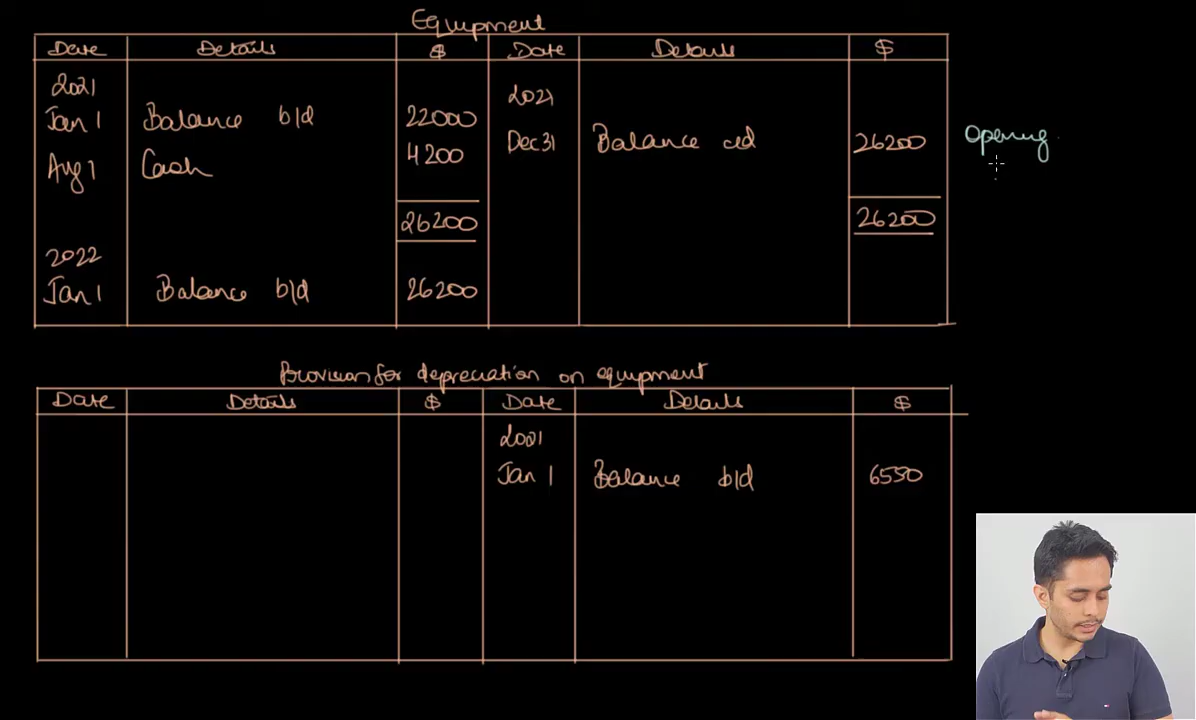 Equipment
Date Details $ Date Details $
2021 2021
Jan 1 Balance b/d 22000 Dec 31 Balance c/d 26200 Opening
Aug 1 Cash 4200
26200 26200
2022
Jan 1 Balance b/d 26200
Provision for depreciation on equipment
Date Details $ Date Details $
2021
Jan 1 Balance b/d 6550